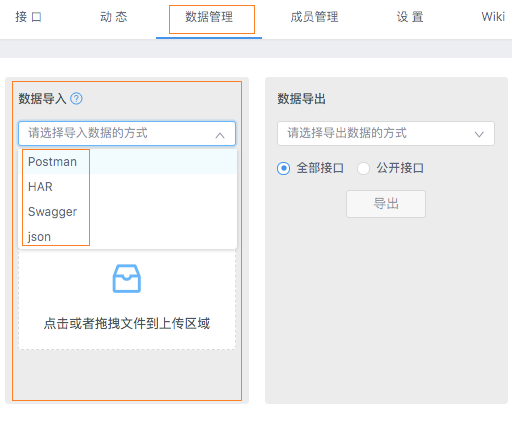 接 口 动 态 数据管理 成员管理 设 置 Wiki
数据导入 ?
请选择导入数据的方式
Postman
HAR
Swagger
json
点击或者拖拽文件到上传区域
数据导出
请选择导出数据的方式
全部接口 公开接口
导出